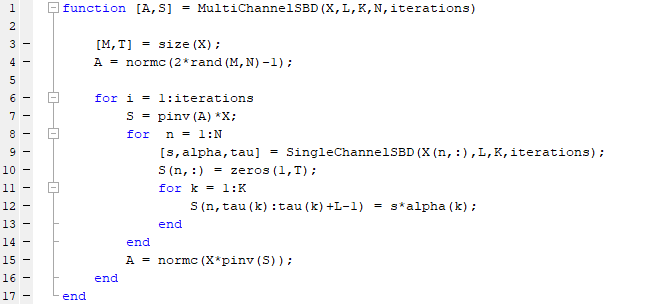 1 function [A,S] = MultiChannelSBD(X,L,K,N,iterations)
2
3 [M,T] = size(X);
4 A = normc(2*rand(M,N)-1);
5
6 for i = 1:iterations
7 S = pinv(A)*X;
8 for n = 1:N
9 [s,alpha,tau] = SingleChannelSBD(X(n,:),L,K,iterations);
10 S(n,:) = zeros(1,T);
11 for k = 1:K
12 S(n,tau(k):tau(k)+L-1) = s*alpha(k);
13 end
14 end
15 A = normc(X*pinv(S));
16 end
17 end